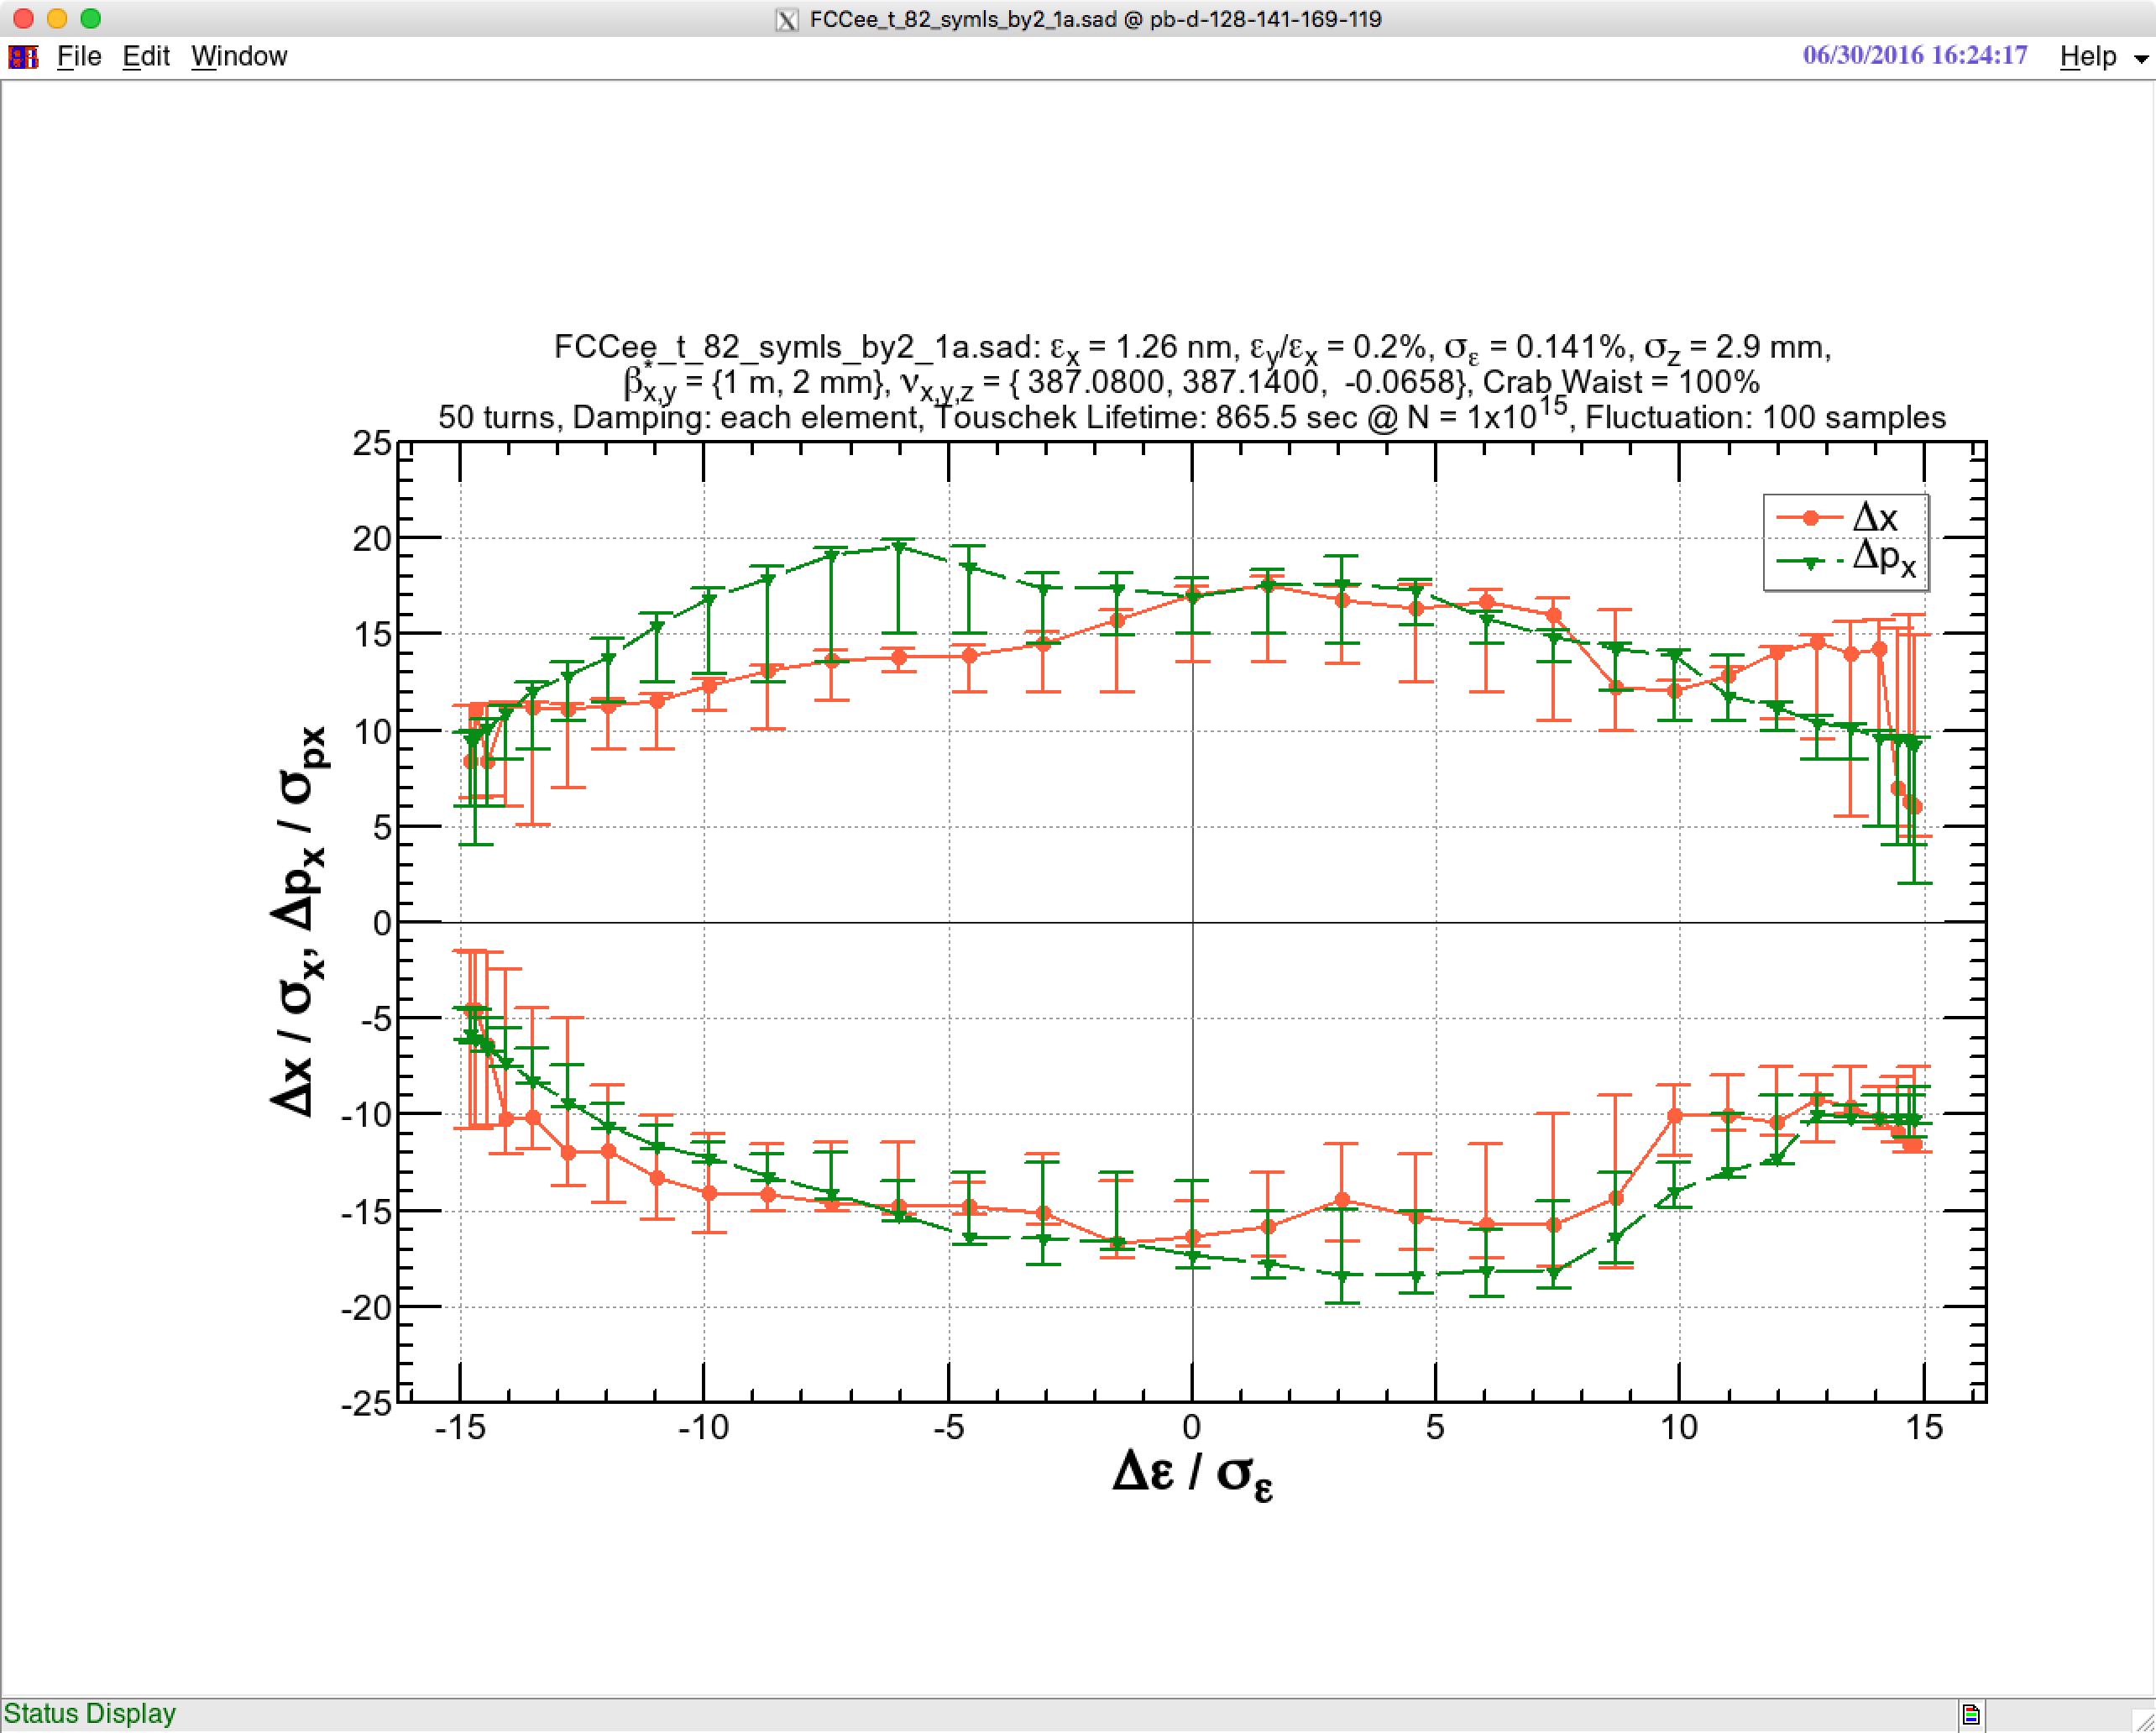 FCCee_t_82_symls_by2_1a.sad @ pb-d-128-141-169-119
File Edit Window 06/30/2016 16:24:17 Help
FCCee_t_82_symls_by2_1a.sad: εx = 1.26 nm, εy/εx = 0.2%, σε = 0.141%, σz = 2.9 mm,
β*x,y = {1 m, 2 mm}, νx,y,z = { 387.0800, 387.1400, -0.0658}, Crab Waist = 100%
50 turns, Damping: each element, Touschek Lifetime: 865.5 sec @ N = 1x10^15, Fluctuation: 100 samples
Δx
Δpx
25
20
15
10
5
0
-5
-10
-15
-20
-25
Δx / σx, Δpx / σpx
-15 -10 -5 0 5 10 15
Δε / σε
Status Display